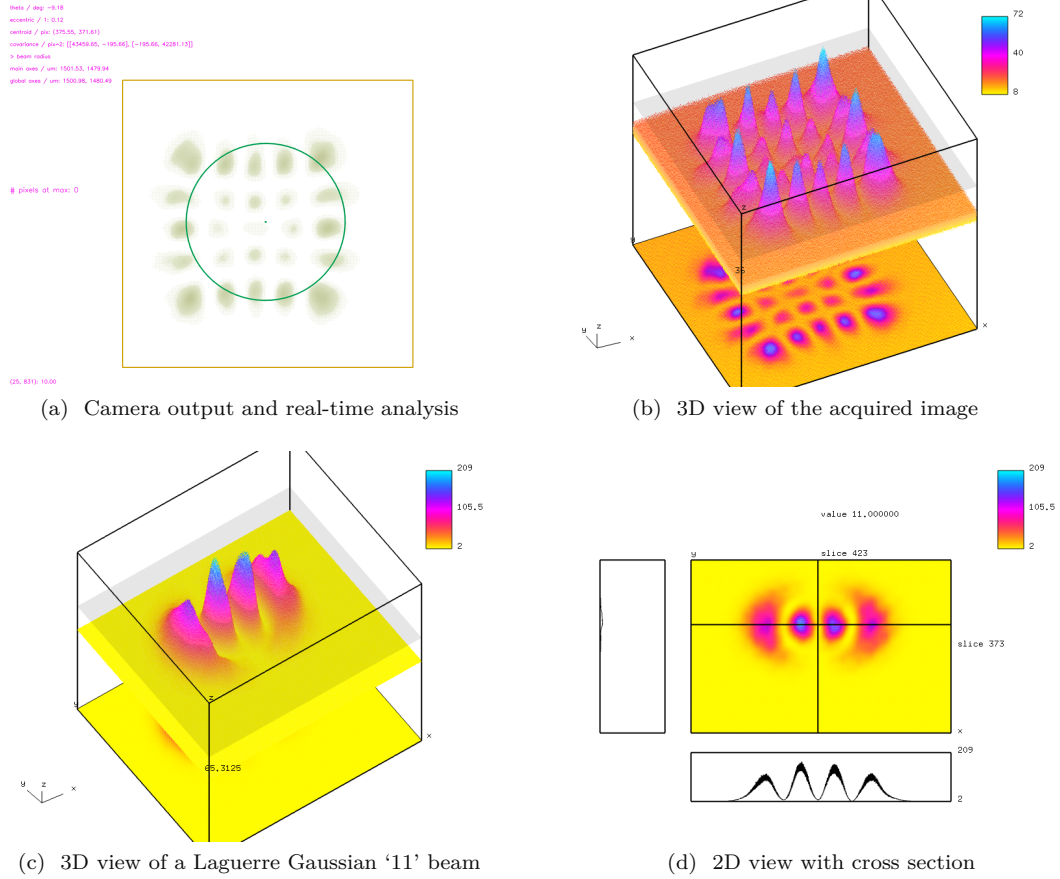 theta / deg: -9.18
eccentric / 1: 0.12
centroid / pix: (375.55, 371.61)
covariance / pix^2: [[43459.65, -195.66], [-195.66, 42281.13]]
> beam radius
main axes / um: 1501.53, 1479.94
global axes / um: 1500.98, 1480.49
# pixels at max: 0
(25, 831): 10.00
(a) Camera output and real-time analysis
72
40
8
z
y
36
x
y z x
(b) 3D view of the acquired image
209
105.5
2
z
y
65.3125
x
y z x
(c) 3D view of a Laguerre Gaussian ‘11’ beam
209
105.5
2
value 11.000000
y
slice 423
slice 373
x
209
2
(d) 2D view with cross section